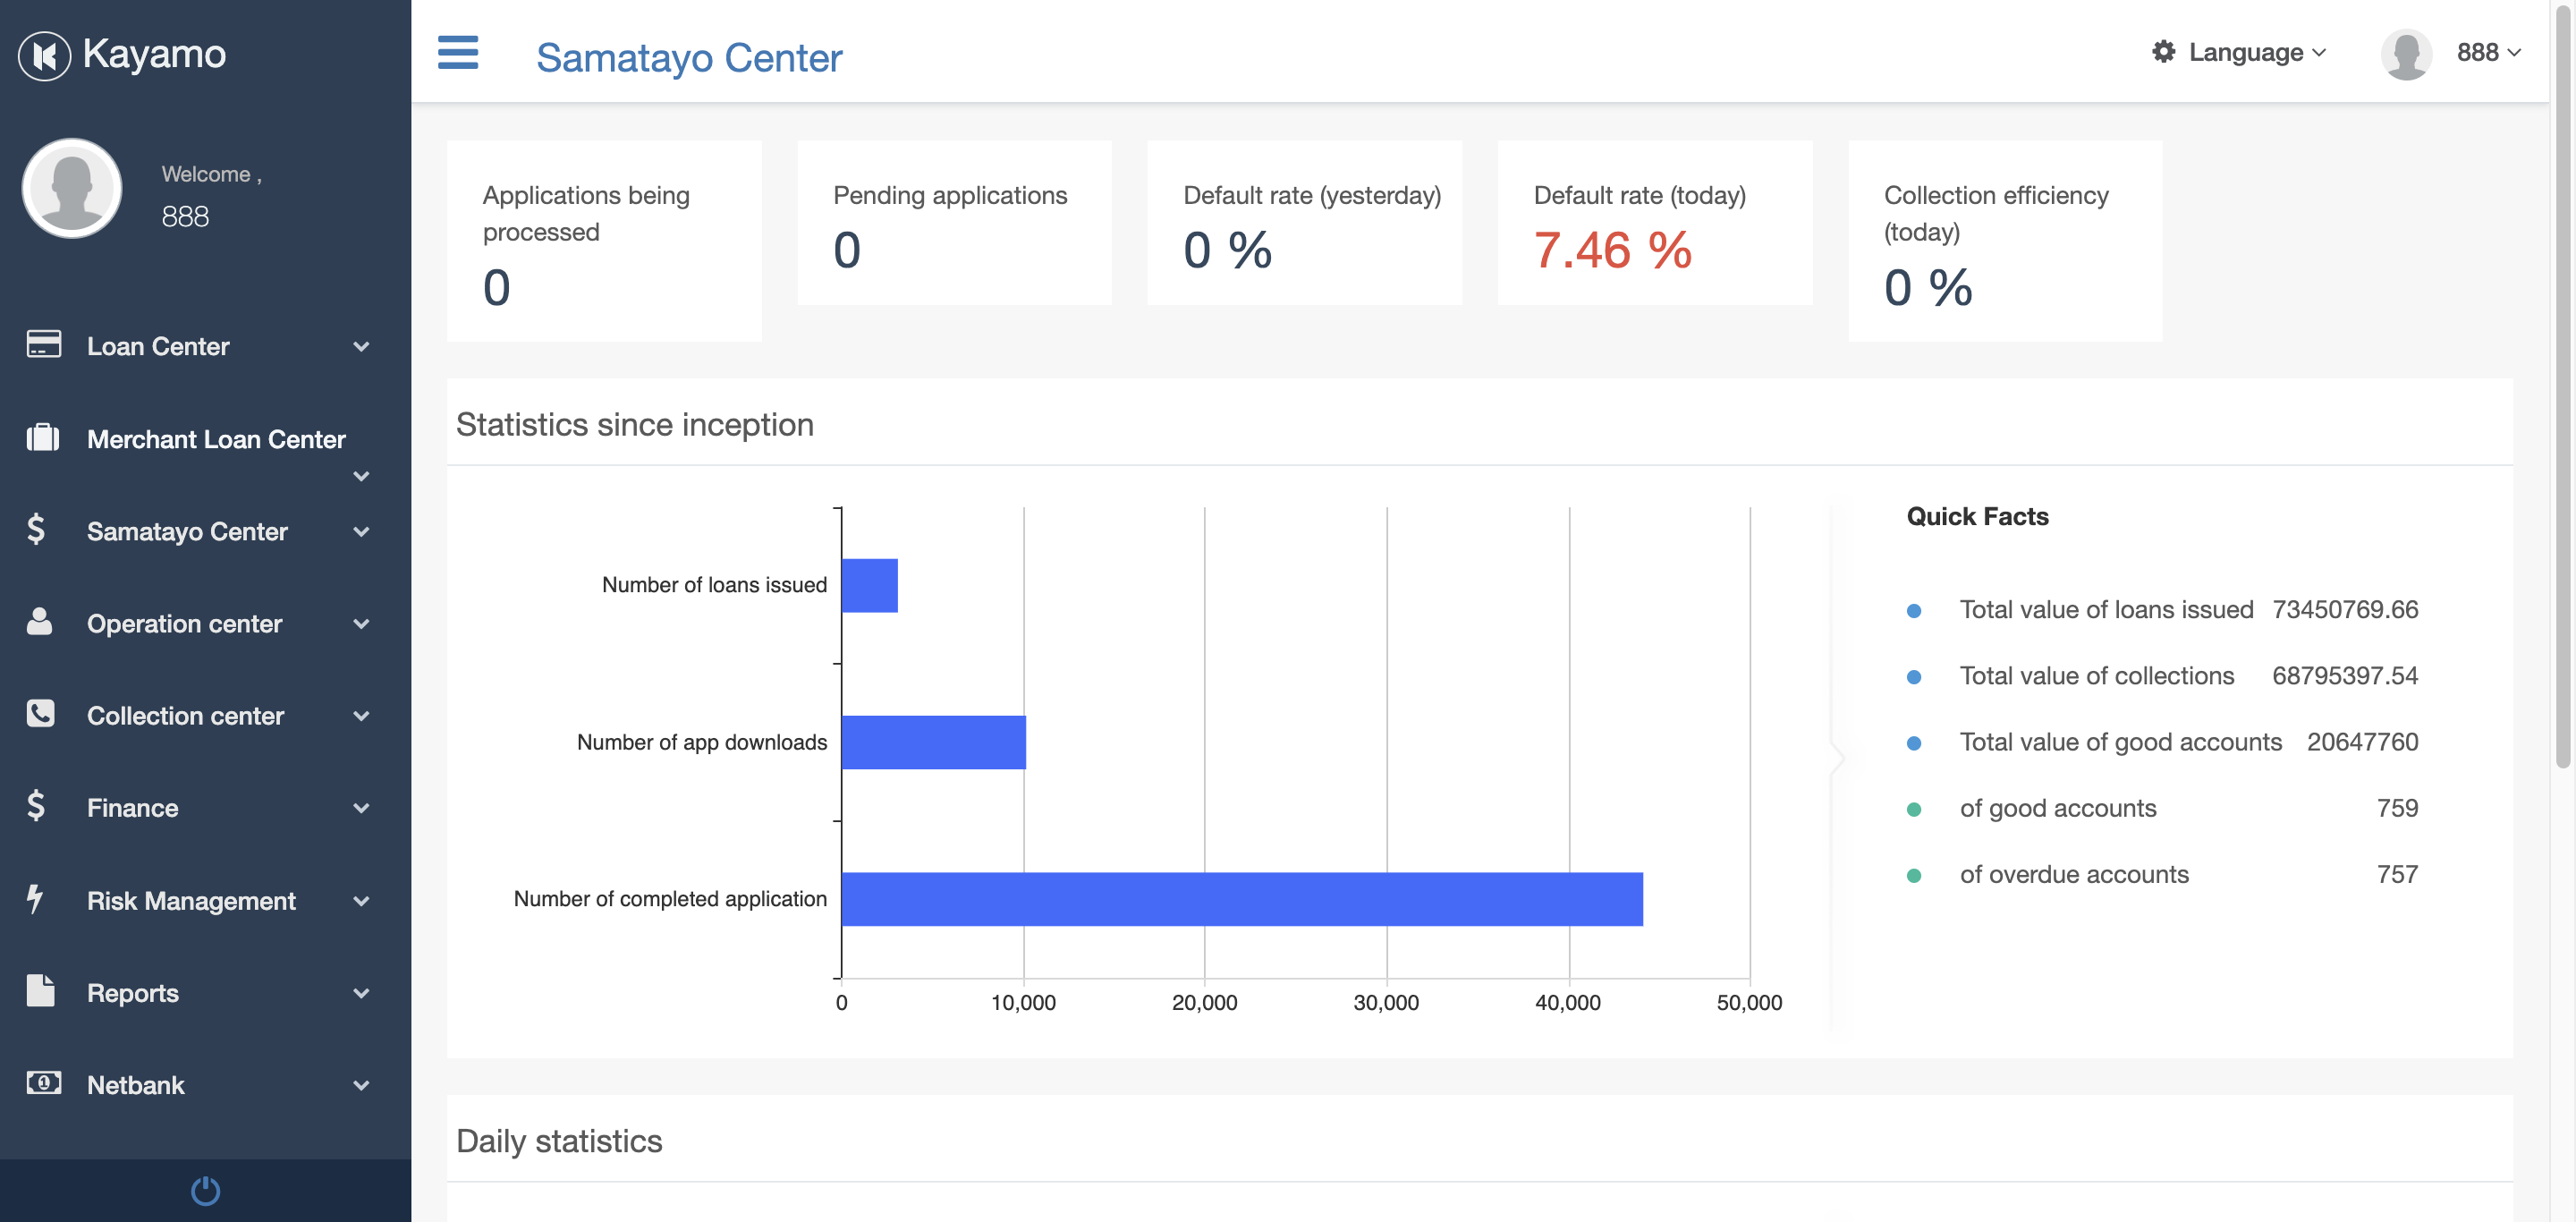 Kayamo
Welcome ,
888
Loan Center
Merchant Loan Center
Samatayo Center
Operation center
Collection center
Finance
Risk Management
Reports
Netbank
Samatayo Center
Language
888
Applications being
processed
0
Pending applications
0
Default rate (yesterday)
0 %
Default rate (today)
7.46 %
Collection efficiency
(today)
0 %
Statistics since inception
Number of loans issued
Number of app downloads
Number of completed application
0 10,000 20,000 30,000 40,000 50,000
Quick Facts
Total value of loans issued 73450769.66
Total value of collections 68795397.54
Total value of good accounts 20647760
of good accounts 759
of overdue accounts 757
Daily statistics